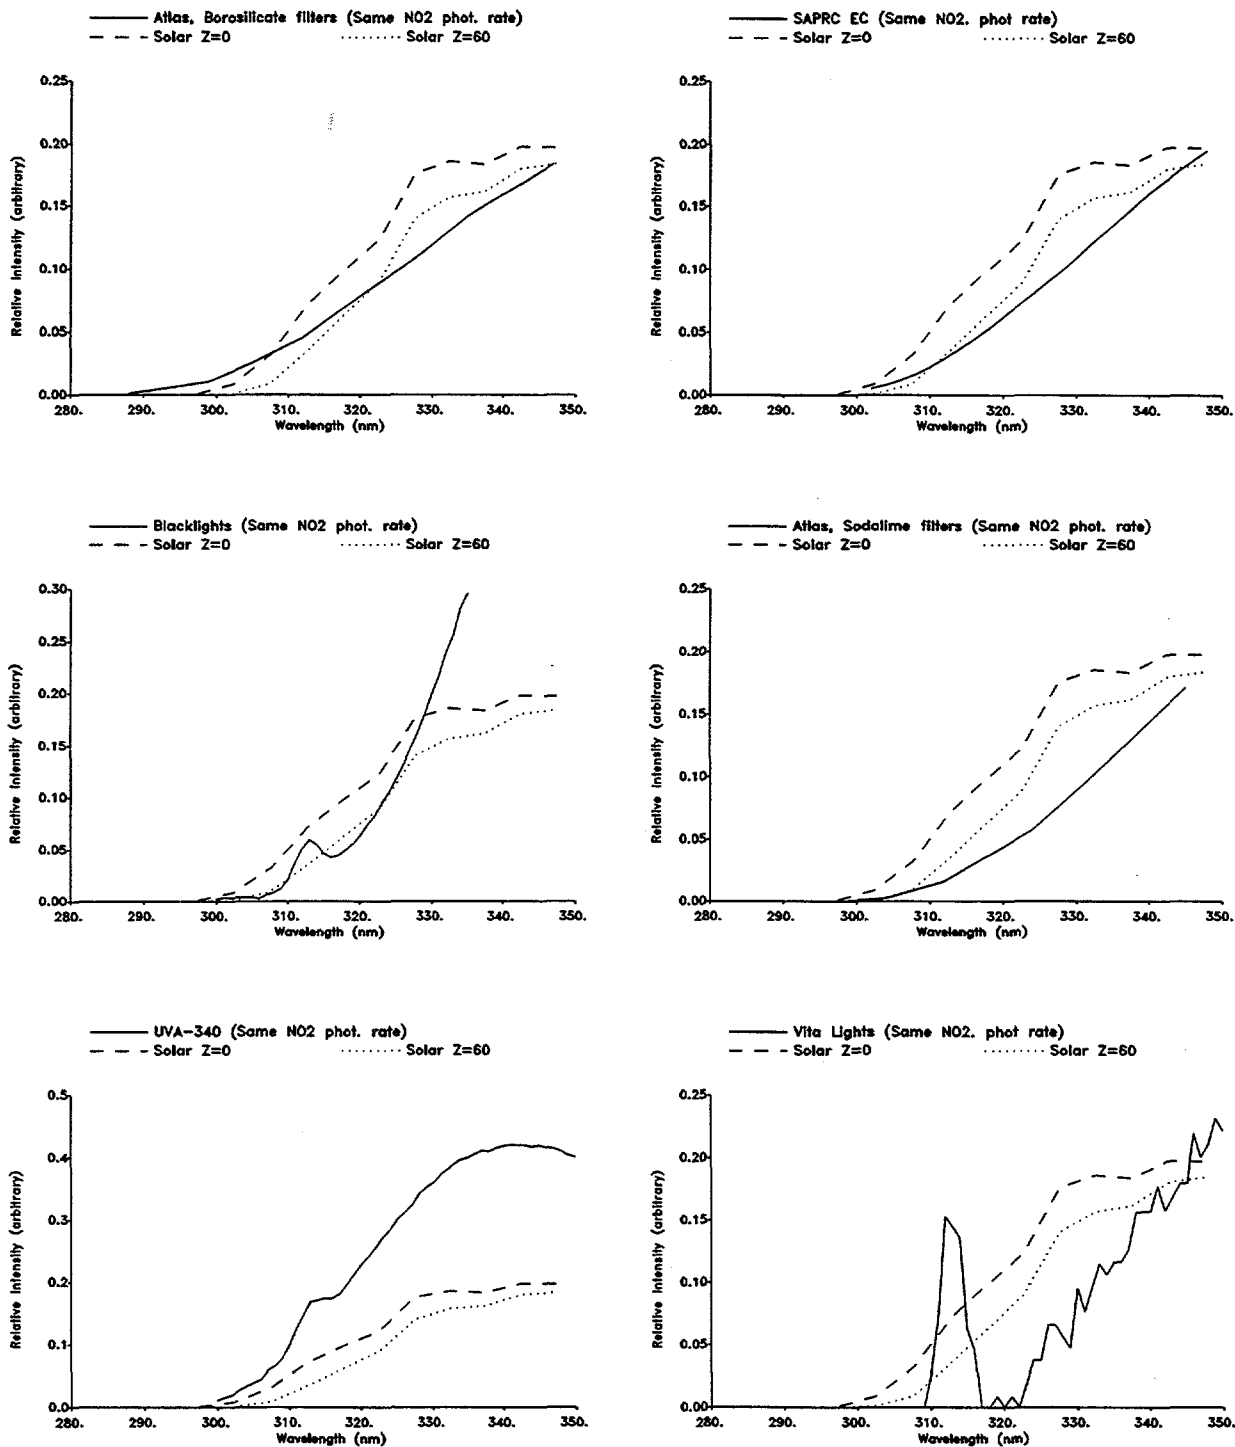 Atlas, Borosilicate filters (Same NO2 phot. rate)
Solar Z=0 Solar Z=60
0.25
0.20
0.15
0.10
0.05
0.00
280. 290. 300. 310. 320. 330. 340. 350.
Wavelength (nm)
Relative Intensity (arbitrary)
SAPRC EC (Same NO2. phot rate)
Solar Z=0 Solar Z=60
0.25
0.20
0.15
0.10
0.05
0.00
280. 290. 300. 310. 320. 330. 340. 350.
Wavelength (nm)
Relative Intensity (arbitrary)
Blacklights (Same NO2 phot. rate)
Solar Z=0 Solar Z=60
0.30
0.25
0.20
0.15
0.10
0.05
0.00
280. 290. 300. 310. 320. 330. 340. 350.
Wavelength (nm)
Relative Intensity (arbitrary)
Atlas, Sodalime filters (Same NO2 phot. rate)
Solar Z=0 Solar Z=60
0.25
0.20
0.15
0.10
0.05
0.00
280. 290. 300. 310. 320. 330. 340. 350.
Wavelength (nm)
Relative Intensity (arbitrary)
UVA-340 (Same NO2 phot. rate)
Solar Z=0 Solar Z=60
0.5
0.4
0.3
0.2
0.1
0.0
280. 290. 300. 310. 320. 330. 340. 350.
Wavelength (nm)
Relative Intensity (arbitrary)
Vita Lights (Same NO2. phot rate)
Solar Z=0 Solar Z=60
0.25
0.20
0.15
0.10
0.05
0.00
280. 290. 300. 310. 320. 330. 340. 350.
Wavelength (nm)
Relative Intensity (arbitrary)